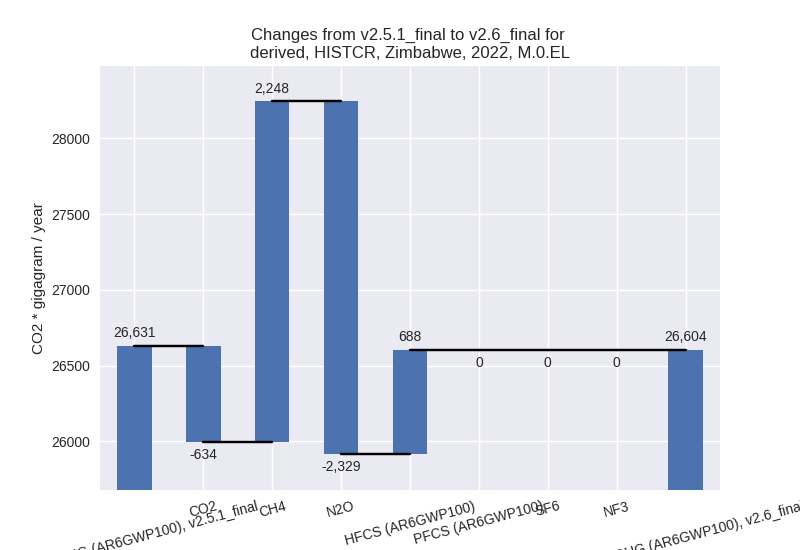 Changes from v2.5.1_final to v2.6_final for
derived, HISTCR, Zimbabwe, 2022, M.0.EL
CO2 * gigagram / year
28000
27500
27000
26500
26000
26,631
-634
2,248
-2,329
688
0
0
0
26,604
(AR6GWP100), v2.5.1_final
CO2
CH4
N2O
HFCS (AR6GWP100)
PFCS (AR6GWP100)
SF6
NF3
(AR6GWP100), v2.6_final